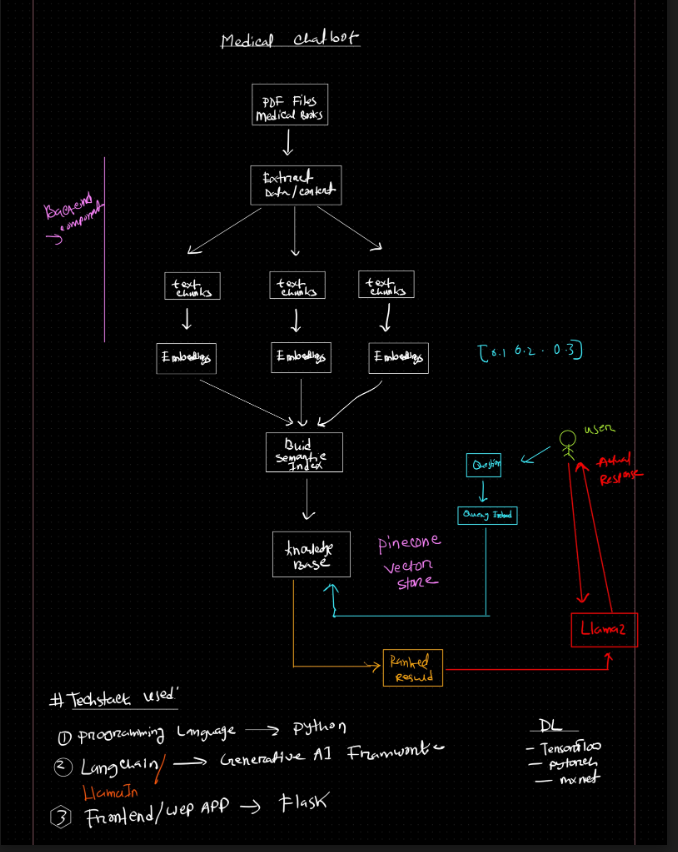 Medical Chatbot
PDF Files
Medical Books
Extract
Data/content
Backend
component
text
chunks
text
chunks
text
chunks
Embeddings
Embeddings
Embeddings
[0.1 0.2 . 0.3]
Build
Semantic
Index
user
Question
Actual
Response
Query Embed
Knowledge
Base
Pinecone
vector
store
Llama2
Ranked
# Techstack used:
① Programming Language → Python
② LangChain/ → Generative AI Framwork
LlamaIn
③ Frontend/Web APP → Flask
DL
- Tensorfloo
- pytorch
- mxnet